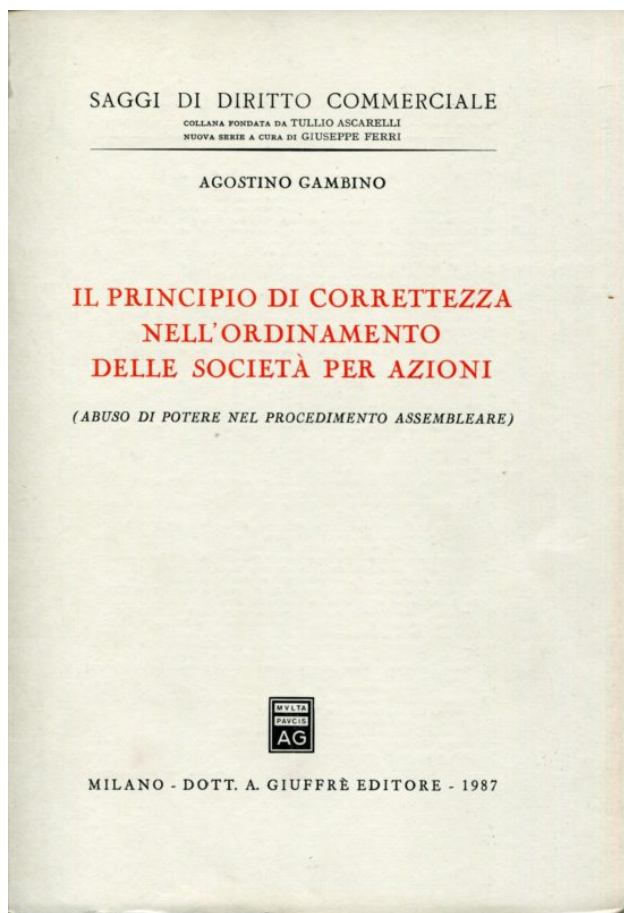 SAGGI DI DIRITTO COMMERCIALE
COLLANA FONDATA DA TULLIO ASCARELLI
NUOVA SERIE A CURA DI GIUSEPPE FERRI
AGOSTINO GAMBINO
IL PRINCIPIO DI CORRETTEZZA
NELL'ORDINAMENTO
DELLE SOCIETÀ PER AZIONI
(ABUSO DI POTERE NEL PROCEDIMENTO ASSEMBLEARE)
MVLTA
PAVCIS
AG
MILANO - DOTT. A. GIUFFRÈ EDITORE - 1987